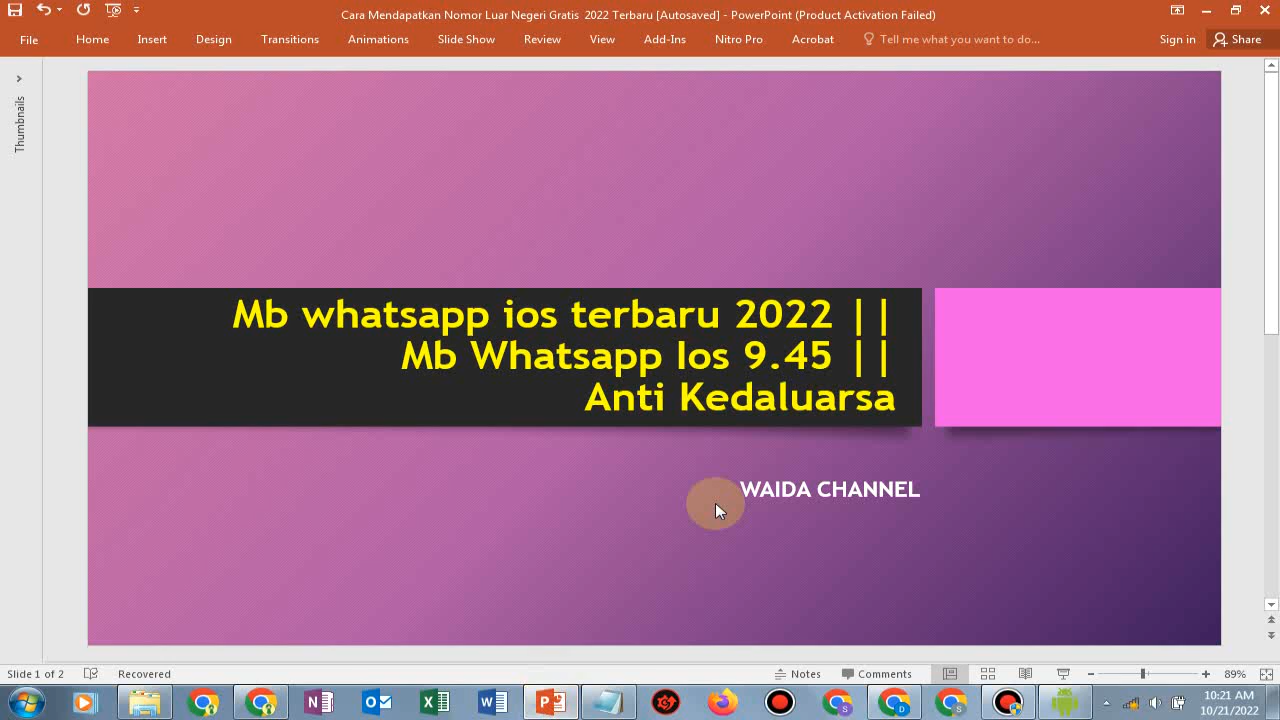 Cara Mendapatkan Nomor Luar Negeri Gratis 2022 Terbaru [Autosaved] - PowerPoint (Product Activation Failed)
File Home Insert Design Transitions Animations Slide Show Review View Add-Ins Nitro Pro Acrobat Tell me what you want to do... Sign in Share
Thumbnails
Mb whatsapp ios terbaru 2022 ||
Mb Whatsapp Ios 9.45 ||
Anti Kedaluarsa
WAIDA CHANNEL
Slide 1 of 2 Recovered Notes Comments 89%
10:21 AM
10/21/2022